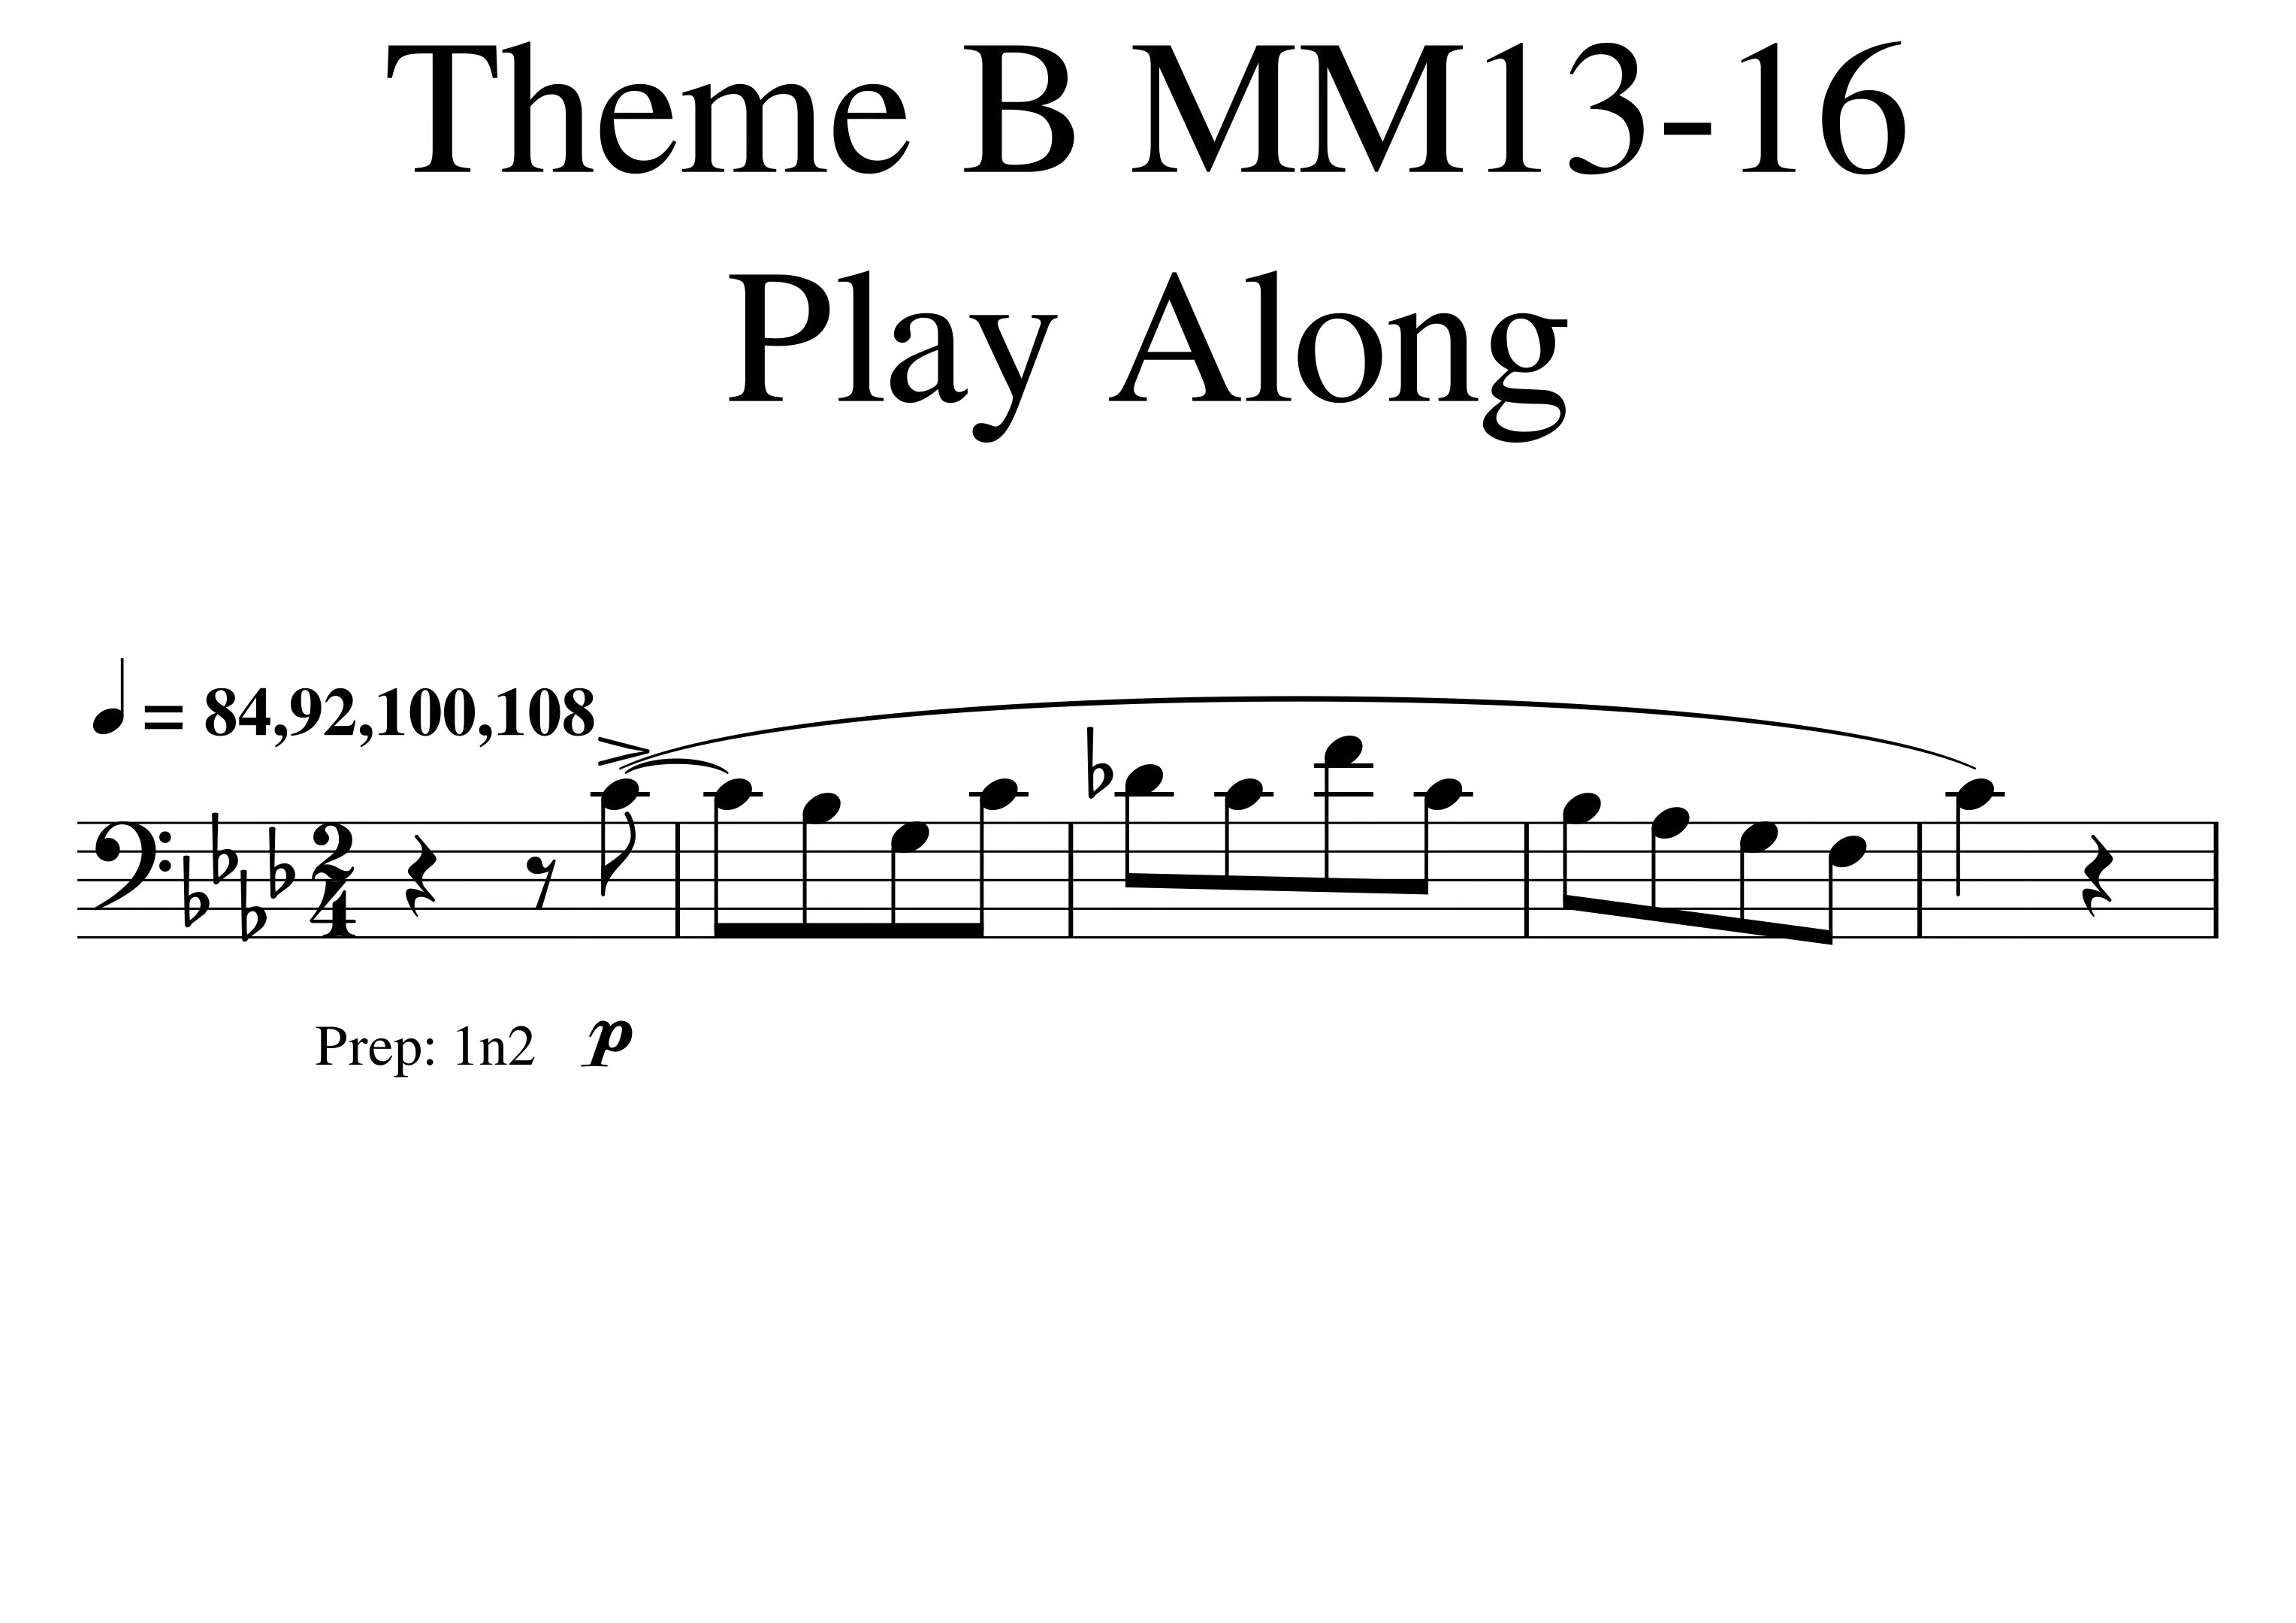 Theme B MM13-16
Play Along
= 84,92,100,108
Prep: 1n2 p